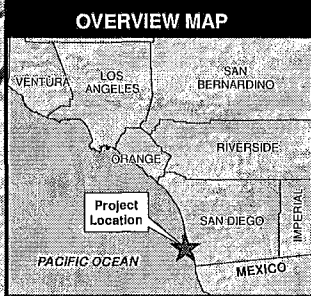 OVERVIEW MAP
VENTURA
LOS
ANGELES
SAN
BERNARDINO
ORANGE
RIVERSIDE
Project
Location
SAN DIEGO
IMPERIAL
PACIFIC OCEAN
MEXICO